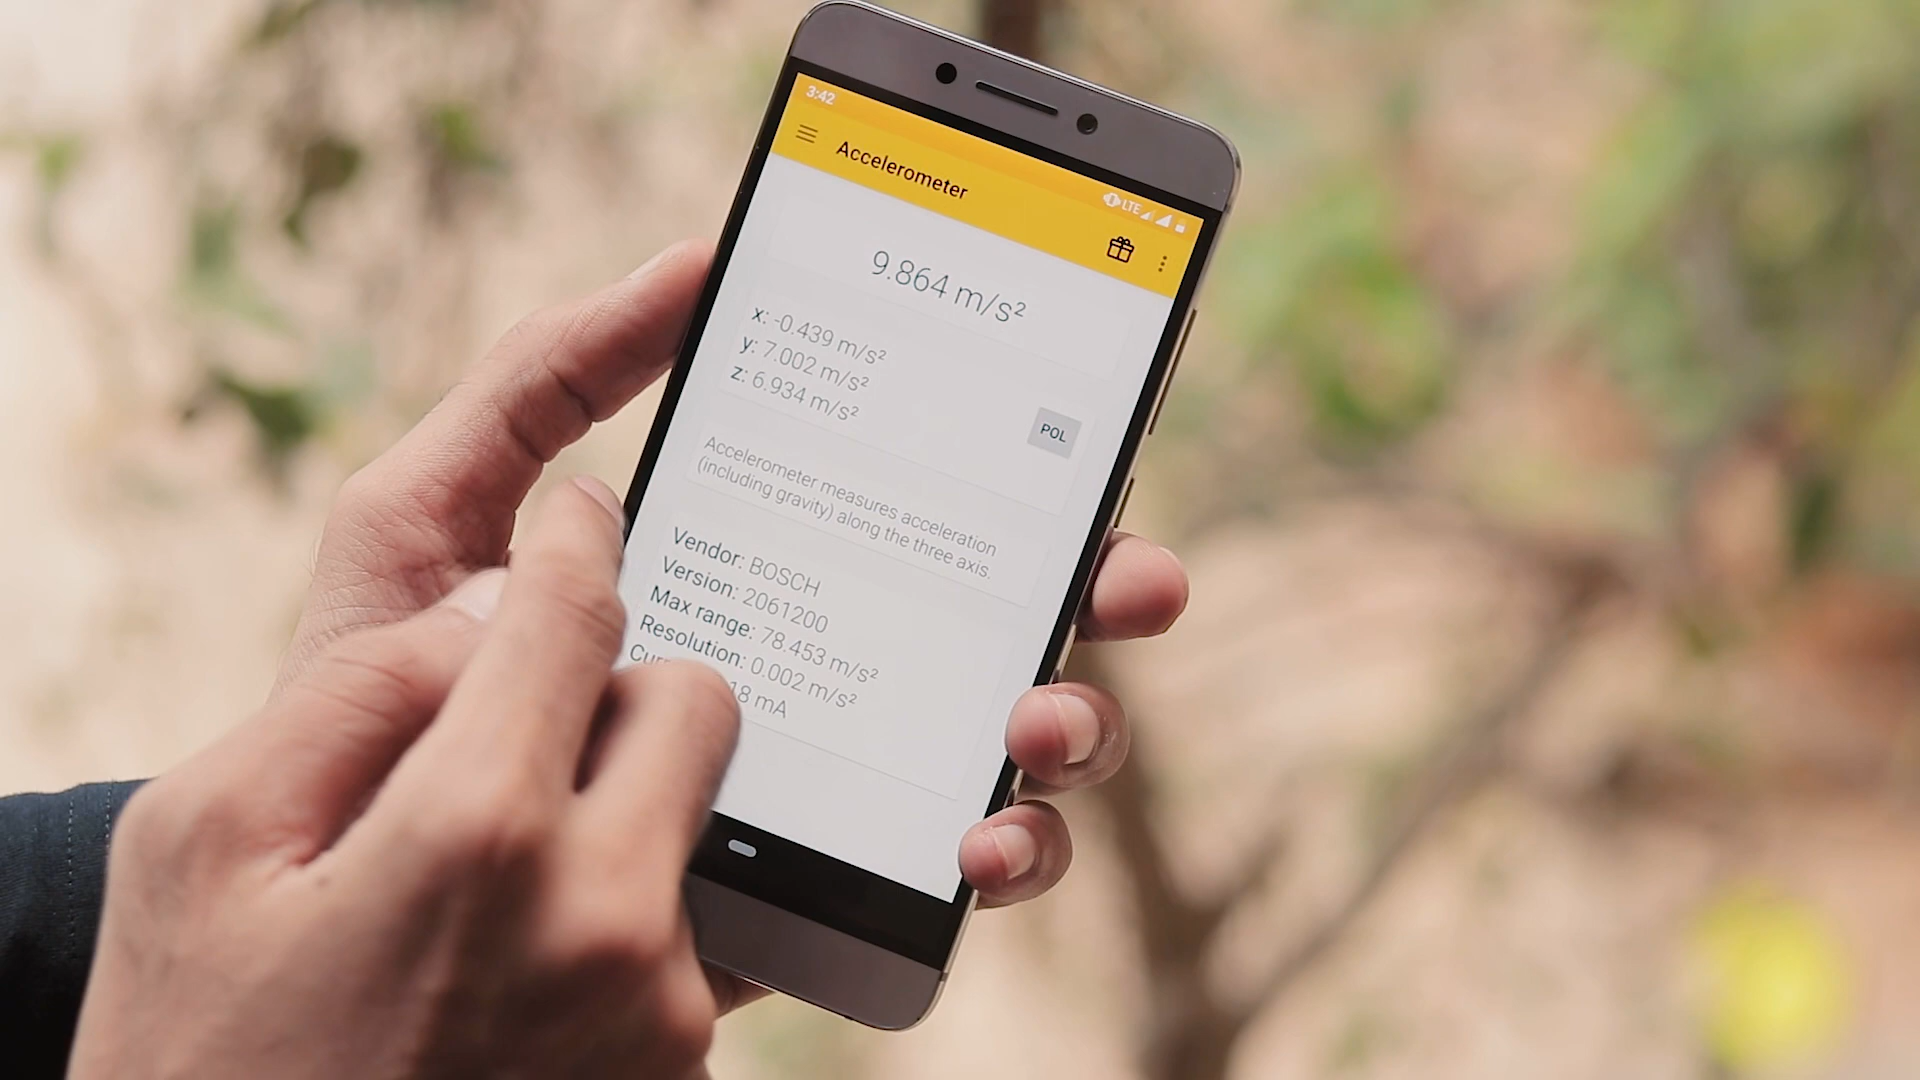 3:42
LTE
Accelerometer
9.864 m/s²
x: -0.439 m/s²
y: 7.002 m/s²
z: 6.934 m/s²
POL
Accelerometer measures acceleration
(including gravity) along the three axis.
Vendor: BOSCH
Version: 2061200
Max range: 78.453 m/s²
Resolution: 0.002 m/s²
18 mA